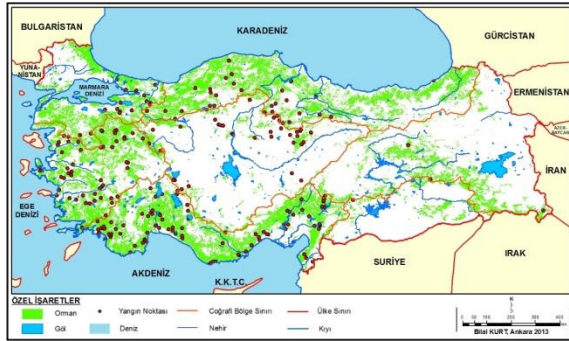 BULGARİSTAN
KARADENİZ
GÜRCİSTAN
YUNA-
NİSTAN
MARMARA
DENİZİ
ERMENİSTAN
AZER-
BAYCAN
İRAN
EGE
DENİZİ
AKDENİZ
K.K.T.C.
SURİYE
IRAK
ÖZEL İŞARETLER
Orman
Yangın Noktası
Coğrafi Bölge Sınırı
Ülke Sınırı
Göl
Deniz
Nehir
Kıyı
K
Bilal KURT, Ankara 2013